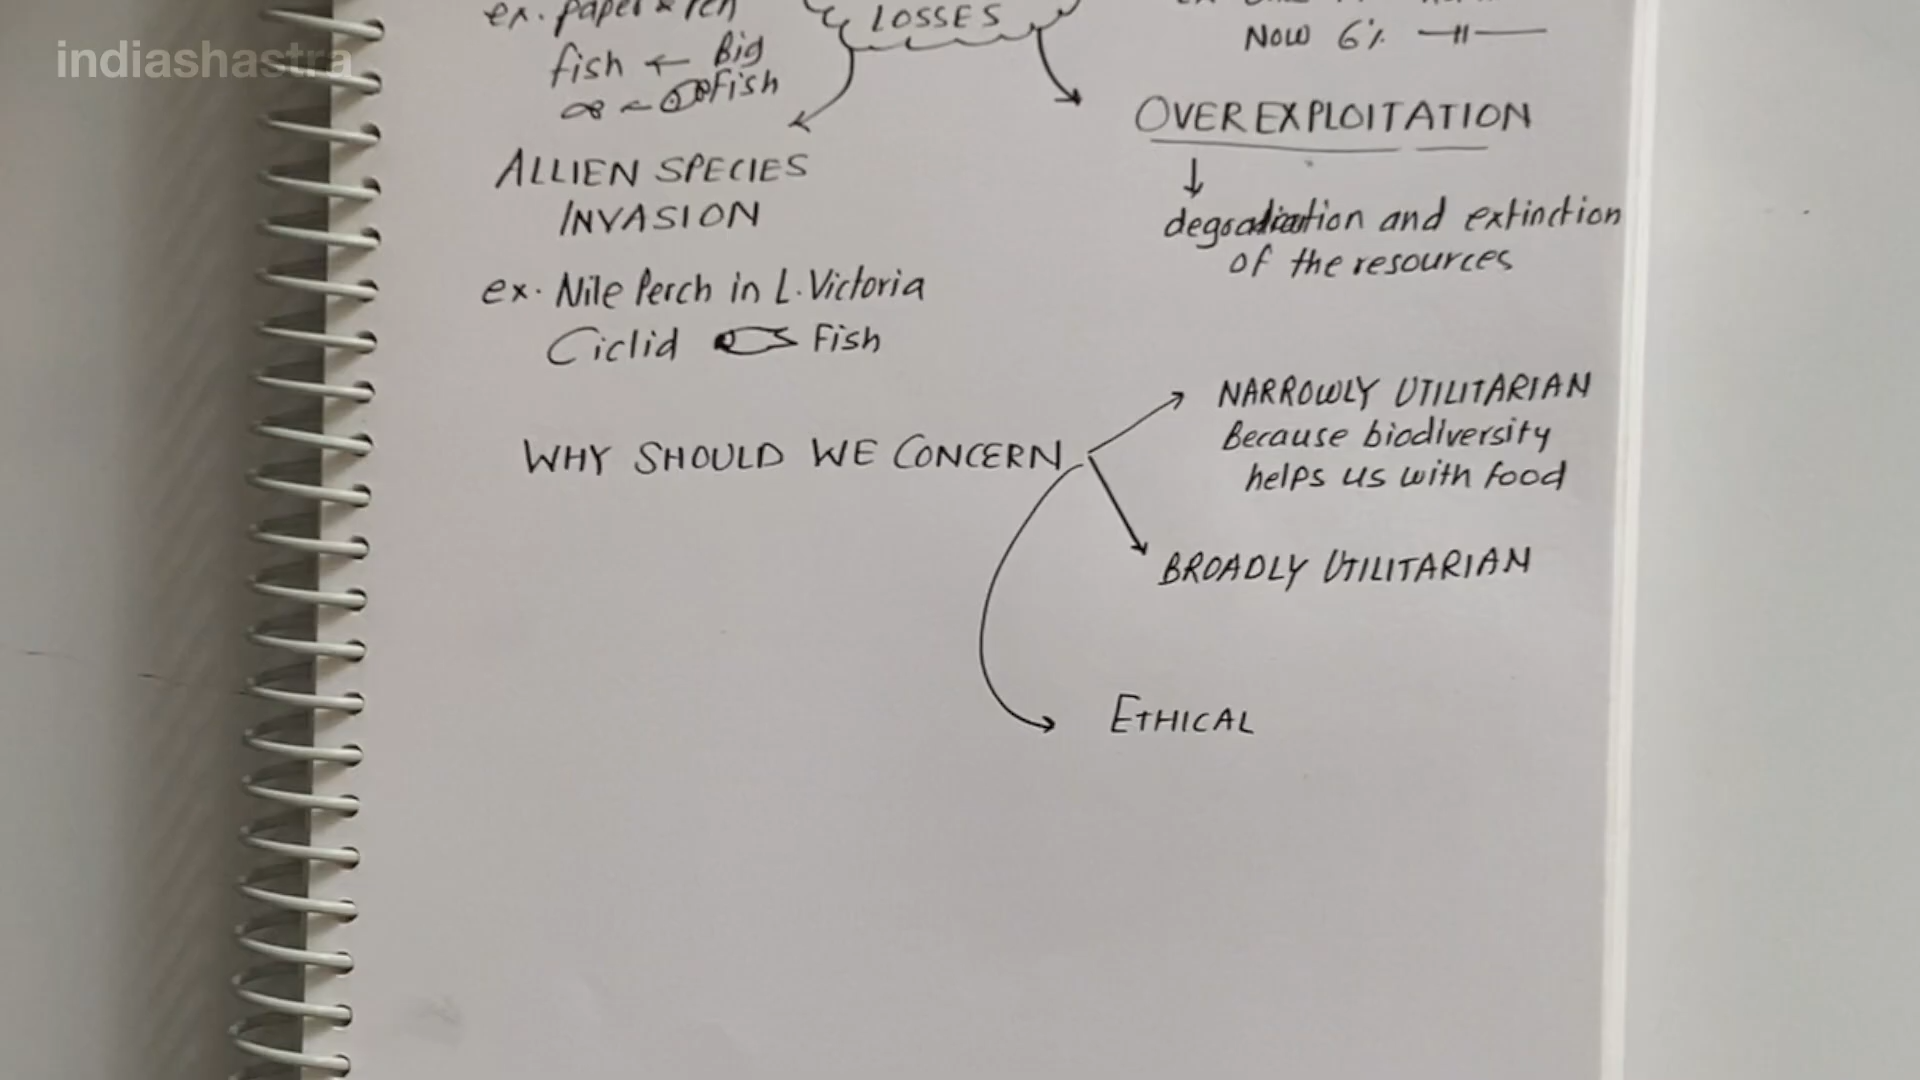 indiashastra
ex. paper & pen
LOSSES
Now 6%
fish ← Big
Fish
OVER EXPLOITATION
ALLIEN SPECIES
INVASION
↓
degradation and extinction
of the resources
ex. Nile Perch in L. Victoria
Ciclid Fish
WHY SHOULD WE CONCERN
NARROWLY UTILITARIAN
Because biodiversity
helps us with food
BROADLY UTILITARIAN
ETHICAL